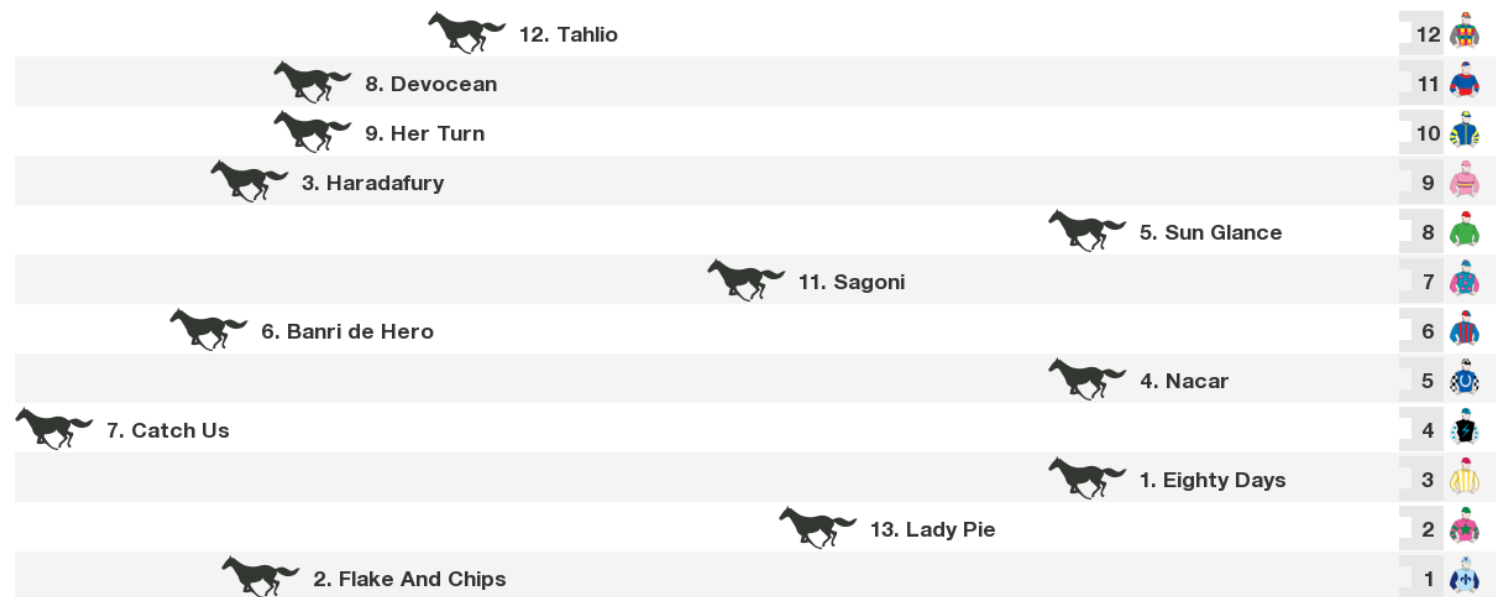 12. Tahlio 12
8. Devocean 11
9. Her Turn 10
3. Haradafury 9
5. Sun Glance 8
11. Sagoni 7
6. Banri de Hero 6
4. Nacar 5
7. Catch Us 4
1. Eighty Days 3
13. Lady Pie 2
2. Flake And Chips 1